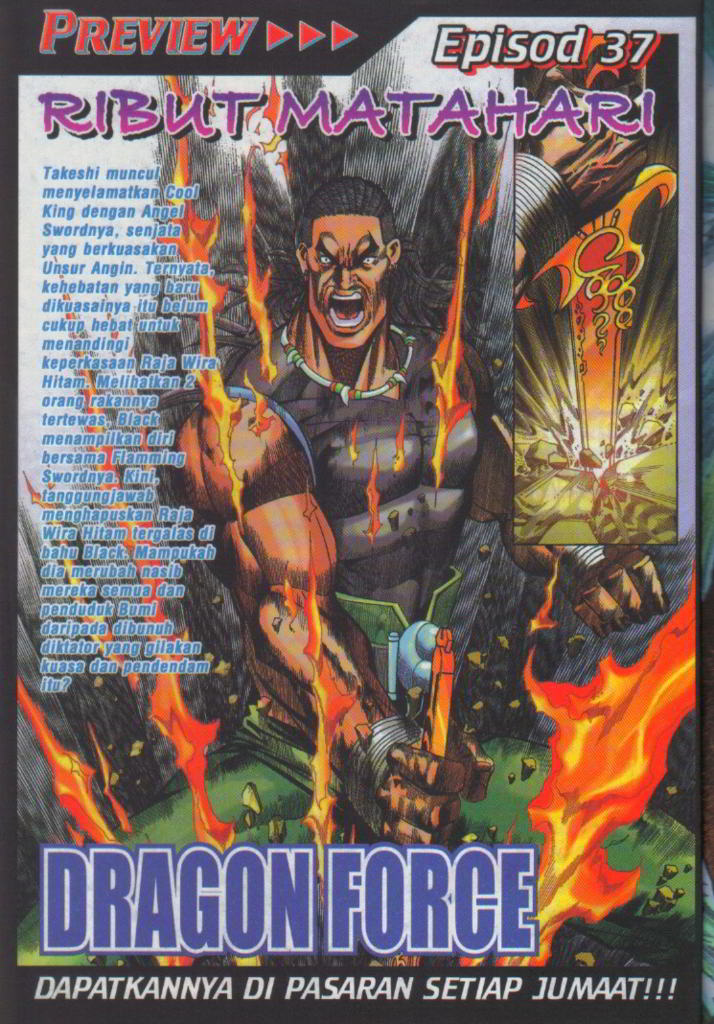 PREVIEW
Episod 37
RIBUT MATAHARI
Takeshi muncul
menyelamatkan Cool
King dengan Angel
Swordnya, senjata
yang berkuasakan
Unsur Angin. Ternyata,
kehebatan yang baru
dikuasainya itu belum
cukup hebat untuk
menandingi
keperkasaan Raja Wira
Hitam. Melihatkan 2
orang rakannya
tertewas, Black
menampilkan diri
bersama Flamming
Swordnya. Kini,
tanggungjawab
menghapuskan Raja
Wira Hitam tergalas di
bahu Black. Mampukah
dia merubah nasib
mereka semua dan
penduduk Bumi
daripada dibunuh
diktator yang gilakan
kuasa dan pendendam
itu?
DRAGON FORCE
DAPATKANNYA DI PASARAN SETIAP JUMAAT!!!